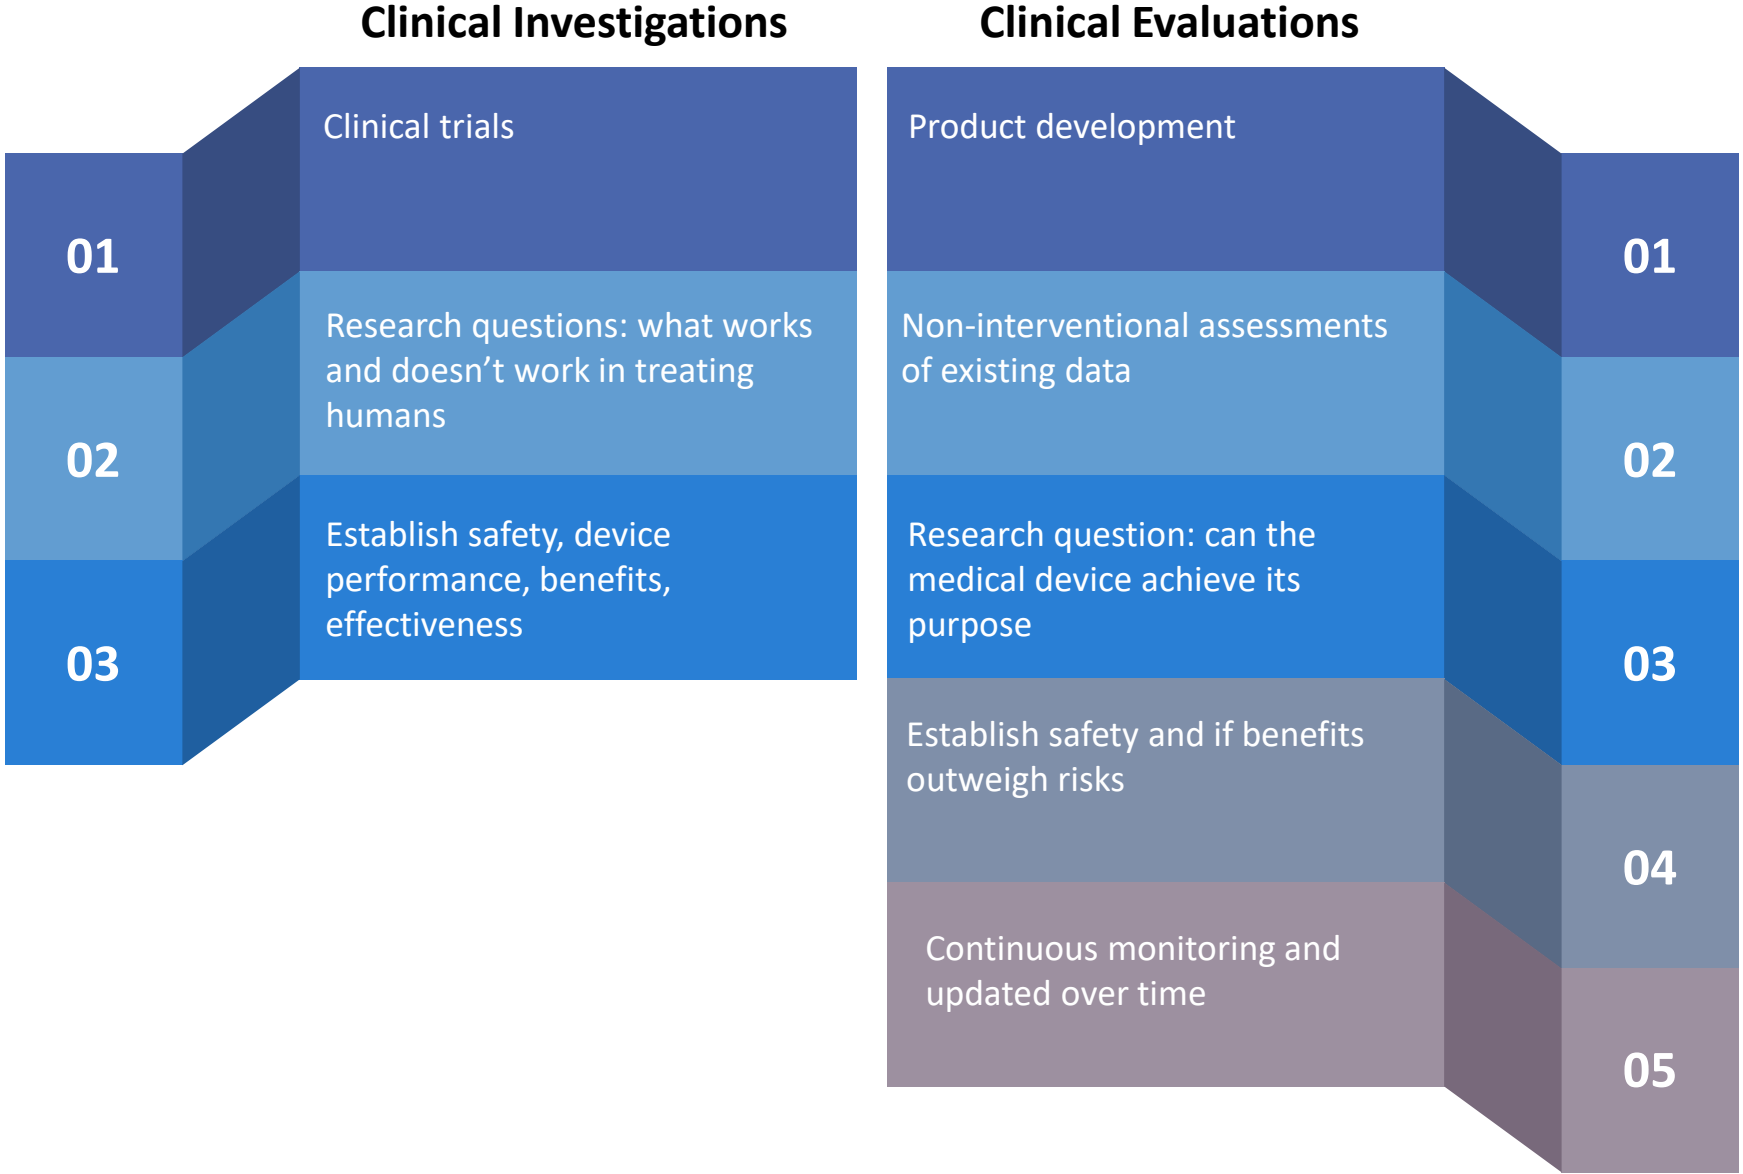 Clinical Investigations
01
Clinical trials
02
Research questions: what works
and doesn’t work in treating
humans
03
Establish safety, device
performance, benefits,
effectiveness
Clinical Evaluations
Product development
01
Non-interventional assessments
of existing data
02
Research question: can the
medical device achieve its
purpose
03
Establish safety and if benefits
outweigh risks
04
Continuous monitoring and
updated over time
05